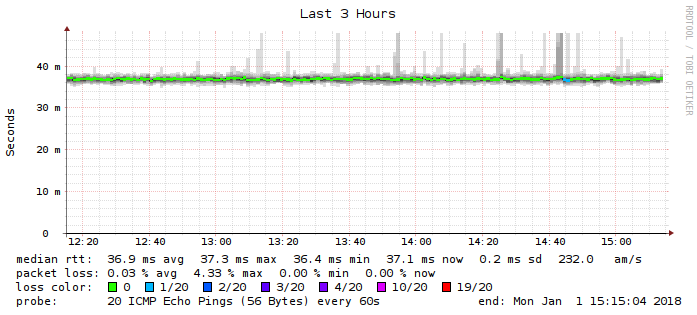 Last 3 Hours
RRDTOOL / TOBI OETIKER
Seconds
40 m
30 m
20 m
10 m
0
12:20 12:40 13:00 13:20 13:40 14:00 14:20 14:40 15:00
median rtt: 36.9 ms avg 37.3 ms max 36.4 ms min 37.1 ms now 0.2 ms sd 232.0 am/s
packet loss: 0.03 % avg 4.33 % max 0.00 % min 0.00 % now
loss color: 0 1/20 2/20 3/20 4/20 10/20 19/20
probe: 20 ICMP Echo Pings (56 Bytes) every 60s end: Mon Jan 1 15:15:04 2018